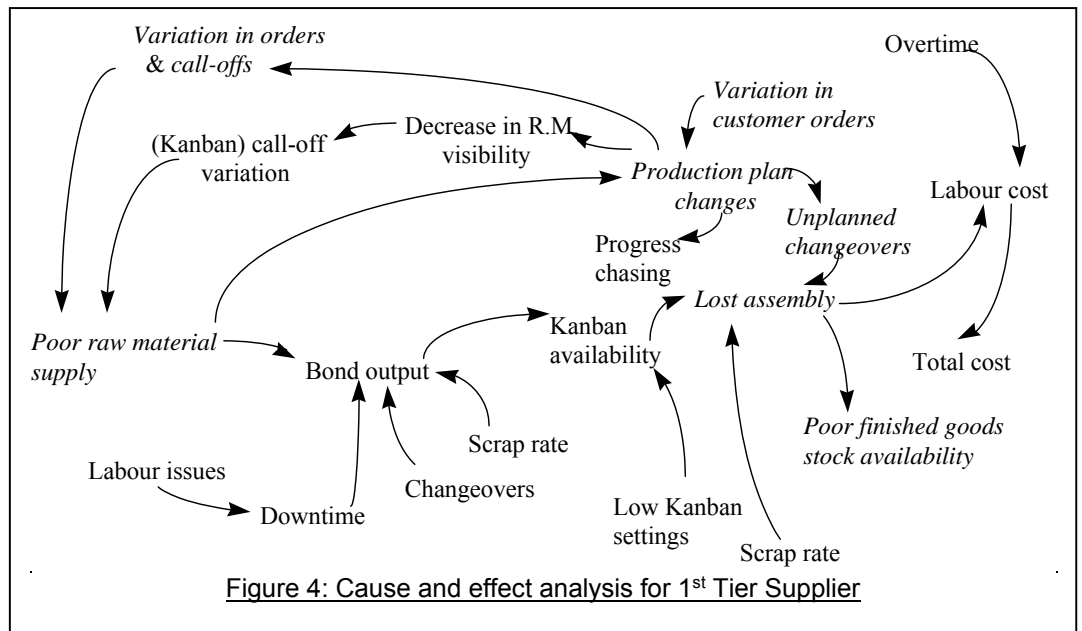 Variation in orders
& call-offs
Overtime
Variation in
customer orders
Decrease in R.M.
visibility
(Kanban) call-off
variation
Production plan
changes
Labour cost
Unplanned
changeovers
Progress
chasing
Lost assembly
Poor raw material
supply
Kanban
availability
Bond output
Total cost
Poor finished goods
stock availability
Scrap rate
Labour issues
Changeovers
Downtime
Low Kanban
settings
Scrap rate
Figure 4: Cause and effect analysis for 1st Tier Supplier